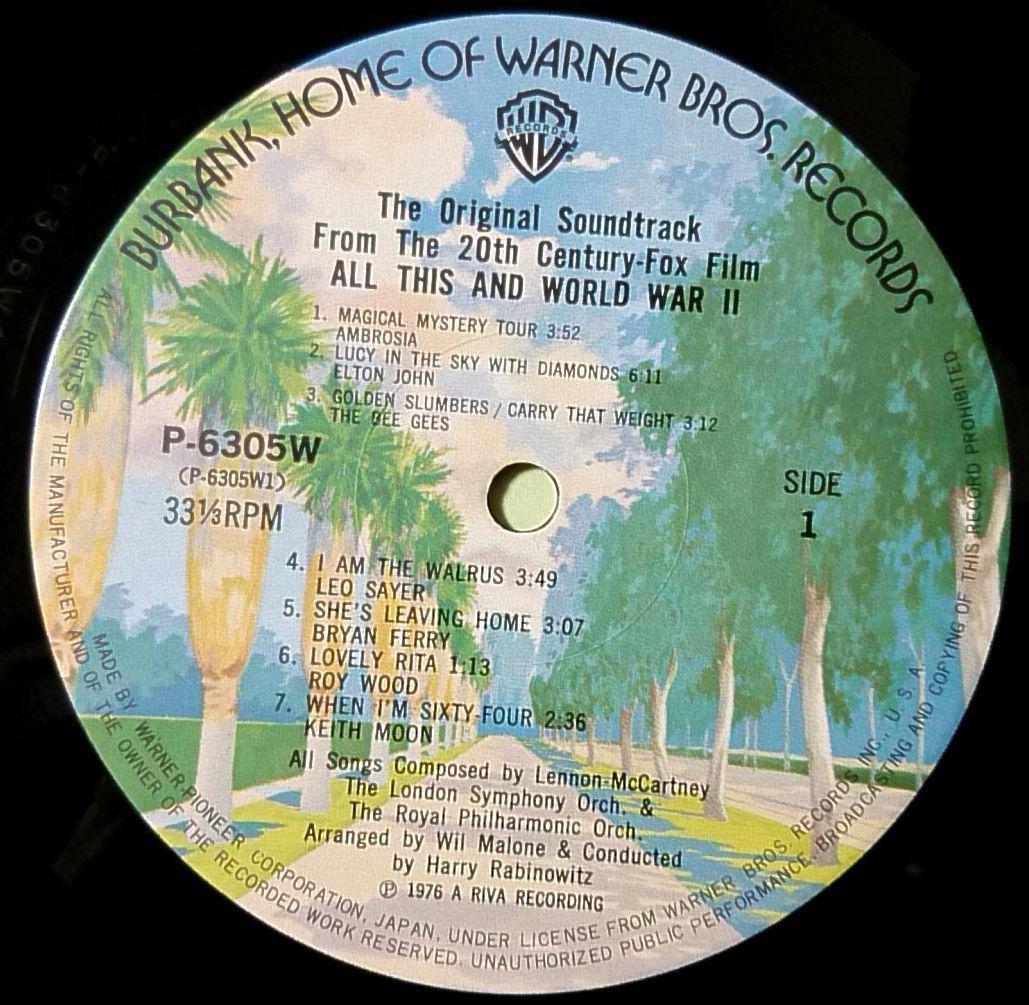 BURBANK, HOME OF WARNER BROS. RECORDS
W RECORDS
The Original Soundtrack
From The 20th Century-Fox Film
ALL THIS AND WORLD WAR II
1. MAGICAL MYSTERY TOUR 3:52
AMBROSIA
2. LUCY IN THE SKY WITH DIAMONDS 6:11
ELTON JOHN
3. GOLDEN SLUMBERS / CARRY THAT WEIGHT 3:12
THE BEE GEES
P-6305W
(P-6305W1)
33⅓RPM
SIDE
1
4. I AM THE WALRUS 3:49
LEO SAYER
5. SHE'S LEAVING HOME 3:07
BRYAN FERRY
6. LOVELY RITA 1:13
ROY WOOD
7. WHEN I'M SIXTY-FOUR 2:36
KEITH MOON
All Songs Composed by Lennon-McCartney
The London Symphony Orch. &
The Royal Philharmonic Orch.
Arranged by Wil Malone & Conducted
by Harry Rabinowitz
℗ 1976 A RIVA RECORDING
MADE BY WARNER-PIONEER CORPORATION, JAPAN, UNDER LICENSE FROM WARNER BROS. RECORDS INC., U. S. A.
ALL RIGHTS OF THE MANUFACTURER AND OF THE OWNER OF THE RECORDED WORK RESERVED. UNAUTHORIZED PUBLIC PERFORMANCE, BROADCASTING AND COPYING OF THIS RECORD PROHIBITED